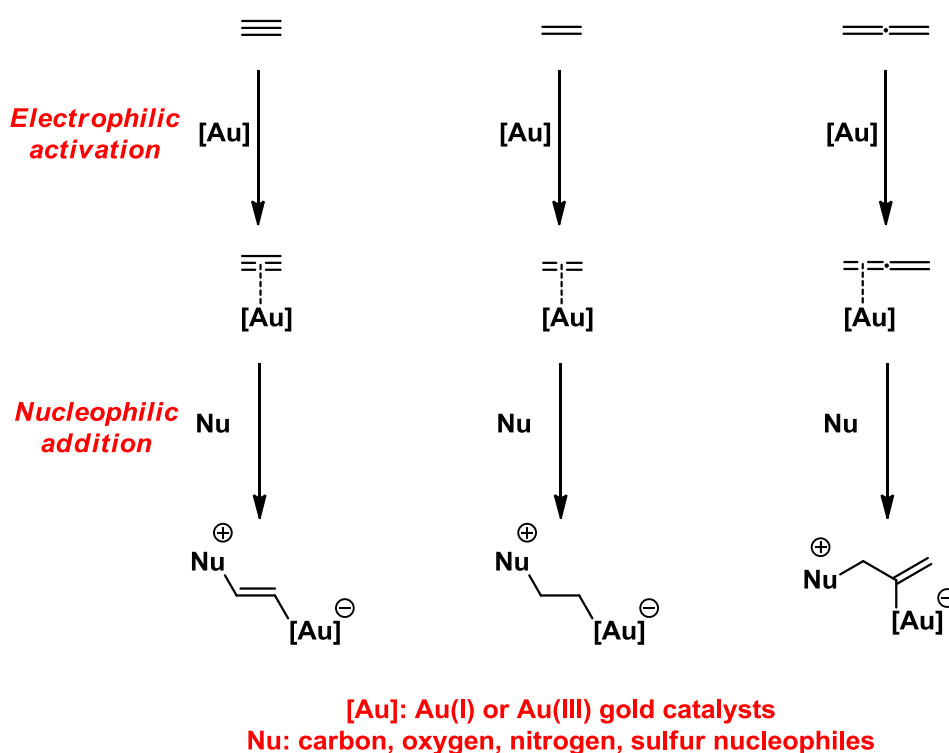 Electrophilic
activation
[Au]
[Au]
[Au]
[Au]
[Au]
[Au]
Nucleophilic
addition
Nu
Nu
Nu
⊕
Nu
[Au]⊖
⊕
Nu
[Au]⊖
⊕
Nu
[Au]⊖
[Au]: Au(I) or Au(III) gold catalysts
Nu: carbon, oxygen, nitrogen, sulfur nucleophiles